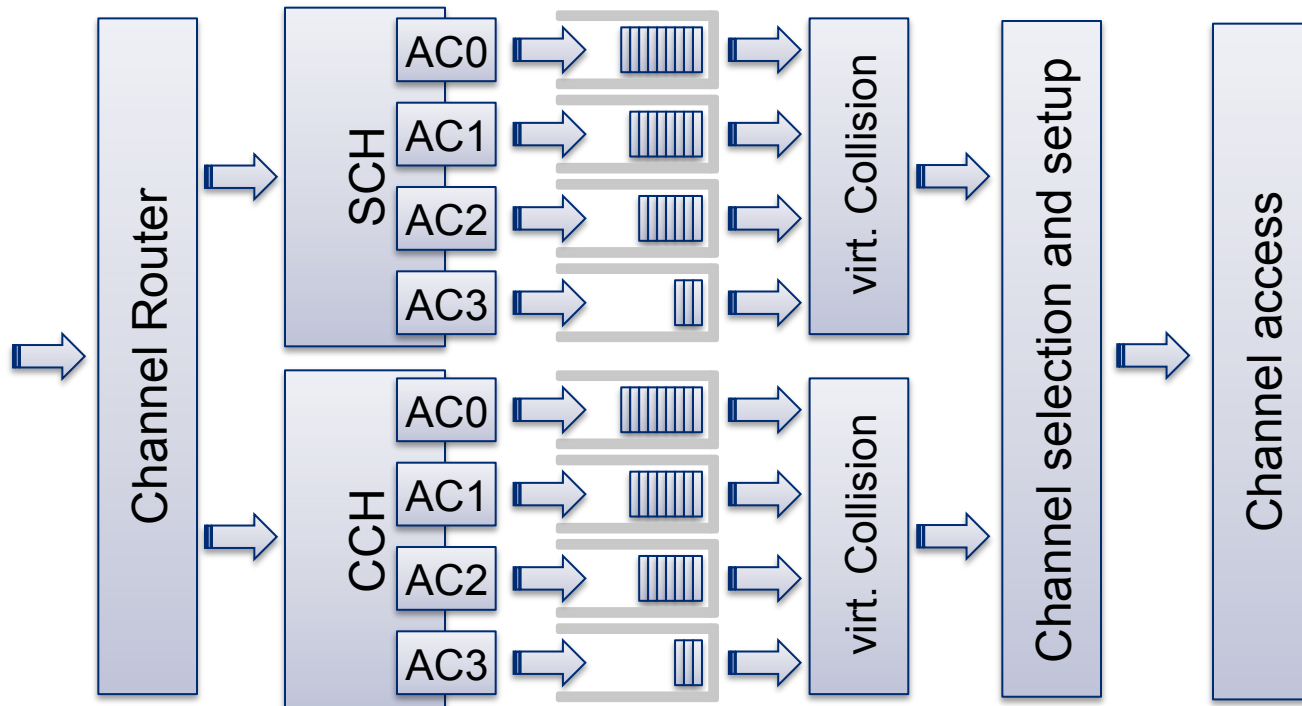 Channel Router
SCH
AC0
AC1
AC2
AC3
virt. Collision
CCH
AC0
AC1
AC2
AC3
virt. Collision
Channel selection and setup
Channel access